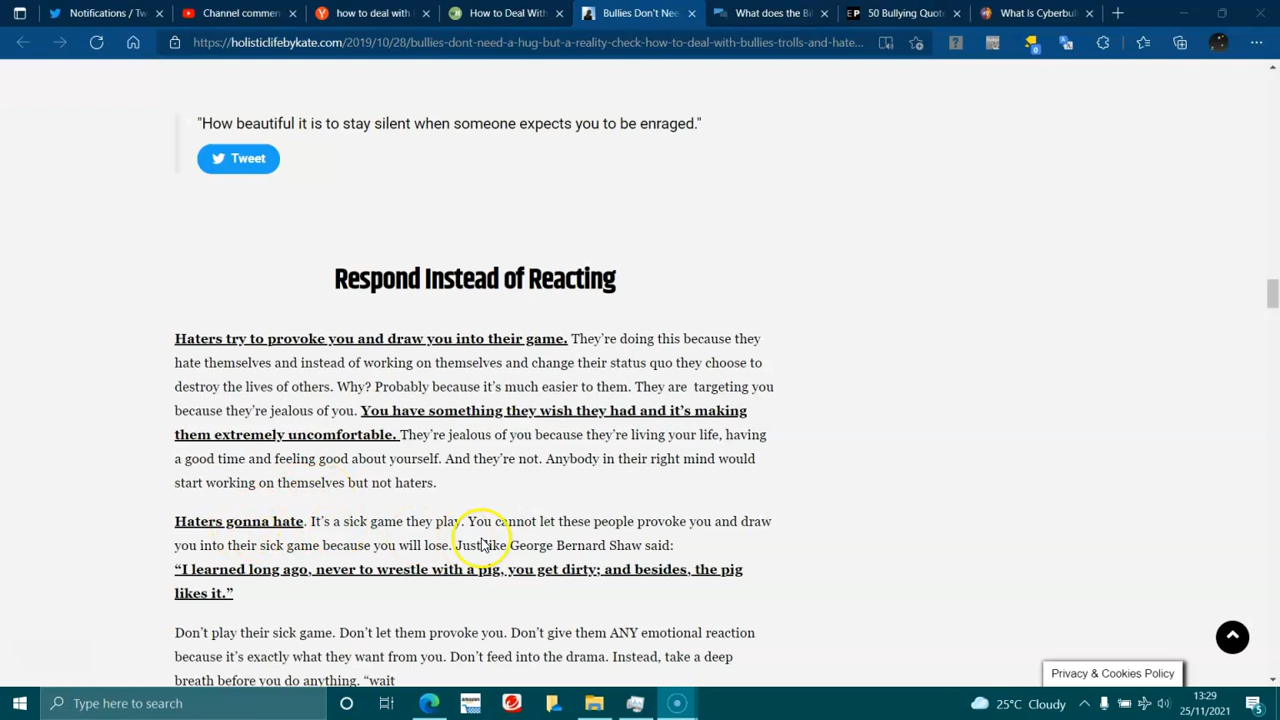 Notifications / Tw
Channel commen
how to deal with
How to Deal With
Bullies Don't Nee
What does the Bi
50 Bullying Quote
What Is Cyberbul
https://holisticlifebykate.com/2019/10/28/bullies-dont-need-a-hug-but-a-reality-check-how-to-deal-with-bullies-trolls-and-hate...
"How beautiful it is to stay silent when someone expects you to be enraged."
Tweet
Respond Instead of Reacting
Haters try to provoke you and draw you into their game. They're doing this because they
hate themselves and instead of working on themselves and change their status quo they choose to
destroy the lives of others. Why? Probably because it's much easier to them. They are targeting you
because they're jealous of you. You have something they wish they had and it's making
them extremely uncomfortable. They're jealous of you because they're living your life, having
a good time and feeling good about yourself. And they're not. Anybody in their right mind would
start working on themselves but not haters.
Haters gonna hate. It's a sick game they play. You cannot let these people provoke you and draw
you into their sick game because you will lose. Just like George Bernard Shaw said:
“I learned long ago, never to wrestle with a pig, you get dirty; and besides, the pig
likes it.”
Don't play their sick game. Don't let them provoke you. Don't give them ANY emotional reaction
because it's exactly what they want from you. Don't feed into the drama. Instead, take a deep
breath before you do anything. “wait
Privacy & Cookies Policy
Type here to search
25°C Cloudy
13:29
25/11/2021